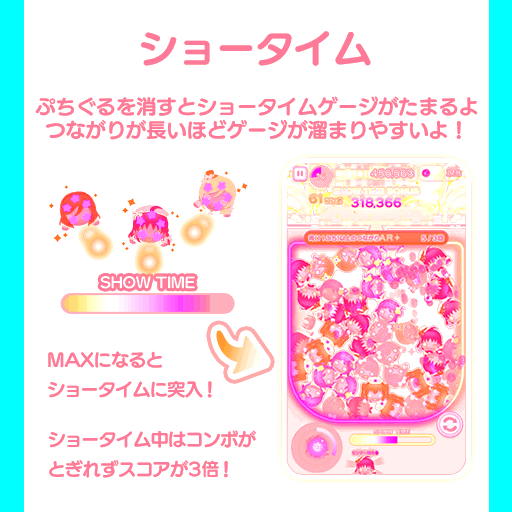 ショータイム
ぷちぐるを消すとショータイムゲージがたまるよ
つながりが長いほどゲージが溜まりやすいよ！
318,366
SHOW TIME
MAXになると
ショータイムに突入！
ショータイム中はコンボが
とぎれずスコアが3倍！